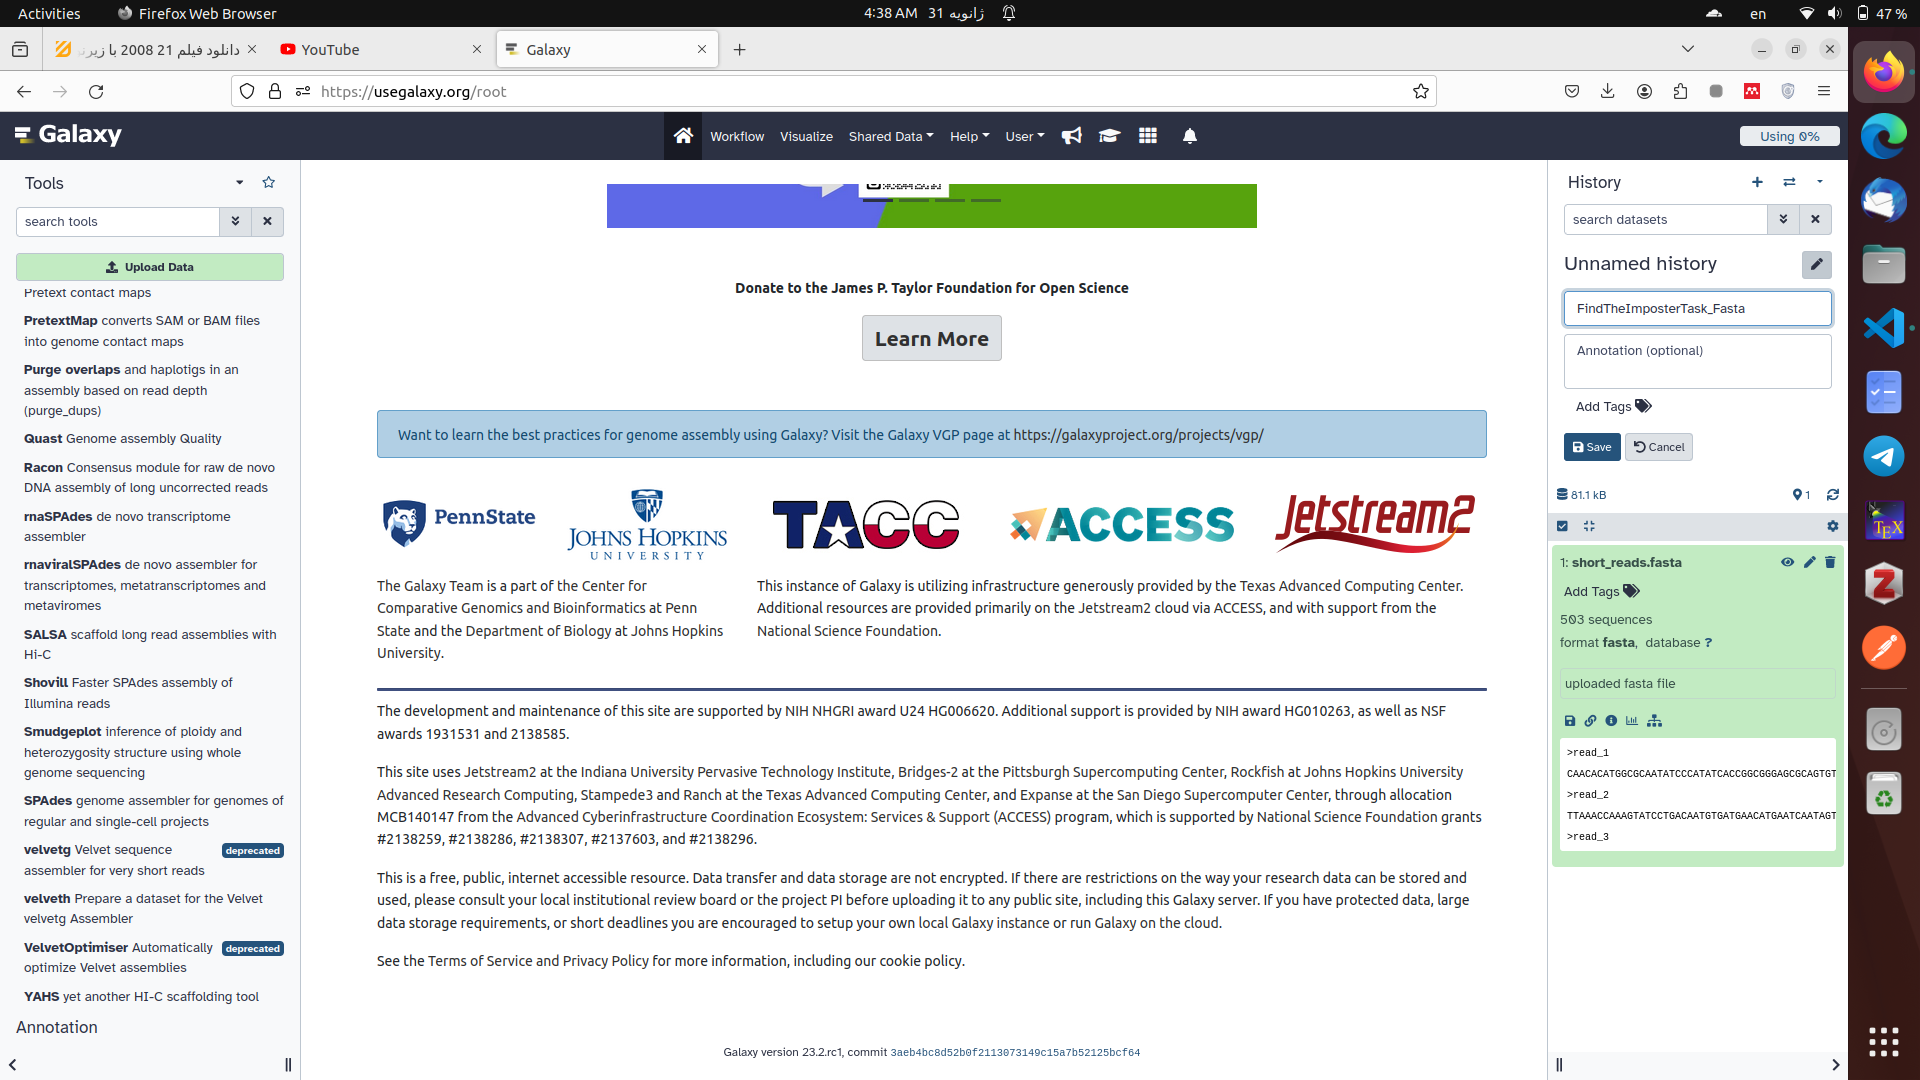 Activities
Firefox Web Browser
4:38 AM 31 ژانویه
en
47 %
دانلود فیلم 21 2008 با زیرن
YouTube
Galaxy
https://usegalaxy.org/root
Galaxy
Workflow
Visualize
Shared Data
Help
User
Using 0%
Tools
search tools
Upload Data
Pretext contact maps
PretextMap converts SAM or BAM files
into genome contact maps
Purge overlaps and haplotigs in an
assembly based on read depth
(purge_dups)
Quast Genome assembly Quality
Racon Consensus module for raw de novo
DNA assembly of long uncorrected reads
rnaSPAdes de novo transcriptome
assembler
rnaviralSPAdes de novo assembler for
transcriptomes, metatranscriptomes and
metaviromes
SALSA scaffold long read assemblies with
Hi-C
Shovill Faster SPAdes assembly of
Illumina reads
Smudgeplot inference of ploidy and
heterozygosity structure using whole
genome sequencing
SPAdes genome assembler for genomes of
regular and single-cell projects
velvetg Velvet sequence
deprecated
assembler for very short reads
velveth Prepare a dataset for the Velvet
velvetg Assembler
VelvetOptimiser Automatically
deprecated
optimize Velvet assemblies
YAHS yet another HI-C scaffolding tool
Annotation
Donate to the James P. Taylor Foundation for Open Science
Learn More
Want to learn the best practices for genome assembly using Galaxy? Visit the Galaxy VGP page at https://galaxyproject.org/projects/vgp/
PennState
JOHNS HOPKINS
UNIVERSITY
TACC
ACCESS
Jetstream2
The Galaxy Team is a part of the Center for
Comparative Genomics and Bioinformatics at Penn
State and the Department of Biology at Johns Hopkins
University.
This instance of Galaxy is utilizing infrastructure generously provided by the Texas Advanced Computing Center.
Additional resources are provided primarily on the Jetstream2 cloud via ACCESS, and with support from the
National Science Foundation.
The development and maintenance of this site are supported by NIH NHGRI award U24 HG006620. Additional support is provided by NIH award HG010263, as well as NSF
awards 1931531 and 2138585.
This site uses Jetstream2 at the Indiana University Pervasive Technology Institute, Bridges-2 at the Pittsburgh Supercomputing Center, Rockfish at Johns Hopkins University
Advanced Research Computing, Stampede3 and Ranch at the Texas Advanced Computing Center, and Expanse at the San Diego Supercomputer Center, through allocation
MCB140147 from the Advanced Cyberinfrastructure Coordination Ecosystem: Services & Support (ACCESS) program, which is supported by National Science Foundation grants
#2138259, #2138286, #2138307, #2137603, and #2138296.
This is a free, public, internet accessible resource. Data transfer and data storage are not encrypted. If there are restrictions on the way your research data can be stored and
used, please consult your local institutional review board or the project PI before uploading it to any public site, including this Galaxy server. If you have protected data, large
data storage requirements, or short deadlines you are encouraged to setup your own local Galaxy instance or run Galaxy on the cloud.
See the Terms of Service and Privacy Policy for more information, including our cookie policy.
Galaxy version 23.2.rc1, commit 3aeb4bc8d52b0f2113073149c15a7b52125bcf64
History
search datasets
Unnamed history
FindTheImposterTask_Fasta
Annotation (optional)
Add Tags
Save
Cancel
81.1 kB
1
1: short_reads.fasta
Add Tags
503 sequences
format fasta, database ?
uploaded fasta file
>read_1
CAACACATGGCGCAATATCCCATATCACCGGCGGGAGCGCAGTGT
>read_2
TTAAACCAAAGTATCCTGACAATGTGATGAACATGAATCAATAGT
>read_3